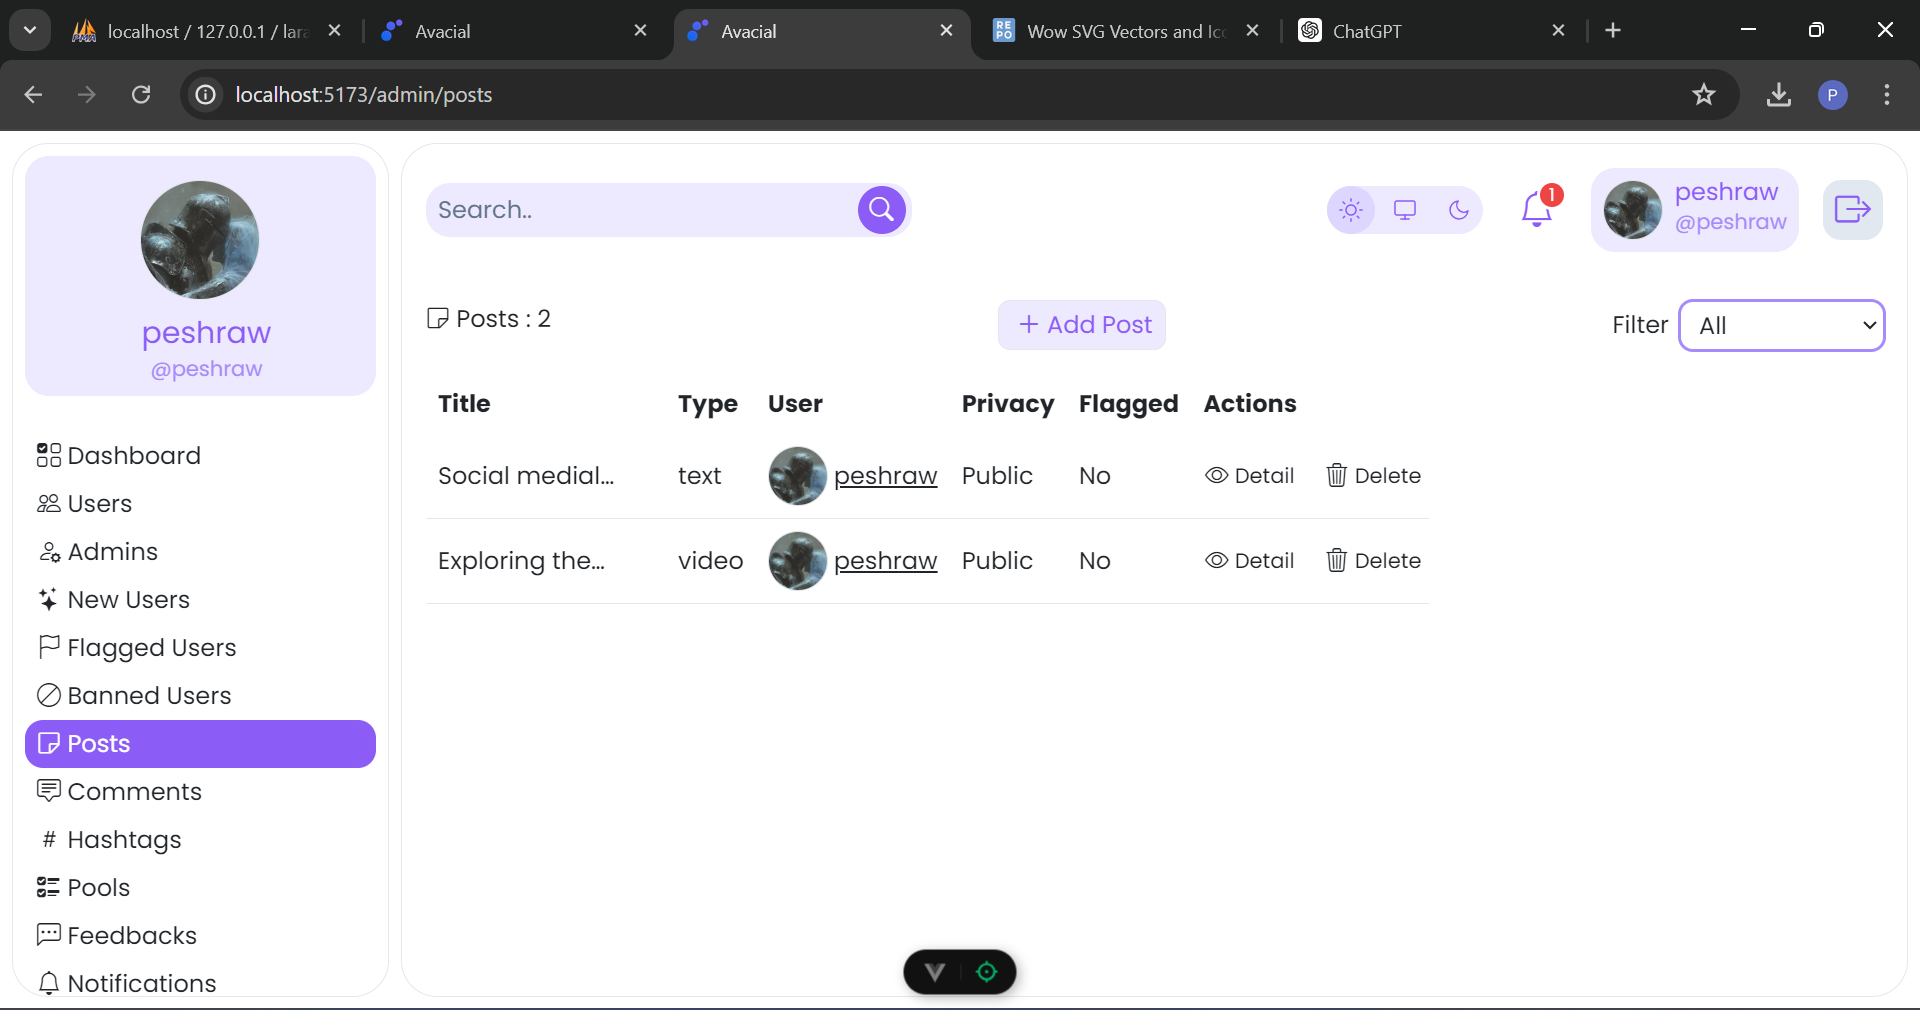 localhost / 127.0.0.1 / lara
Avacial
Avacial
Wow SVG Vectors and Ico
ChatGPT
localhost:5173/admin/posts
P
peshraw
@peshraw
Dashboard
Users
Admins
New Users
Flagged Users
Banned Users
Posts
Comments
# Hashtags
Pools
Feedbacks
Notifications
Search..
1
peshraw
@peshraw
Posts : 2
+ Add Post
Filter All
Title Type User Privacy Flagged Actions
Social medial... text peshraw Public No Detail Delete
Exploring the... video peshraw Public No Detail Delete